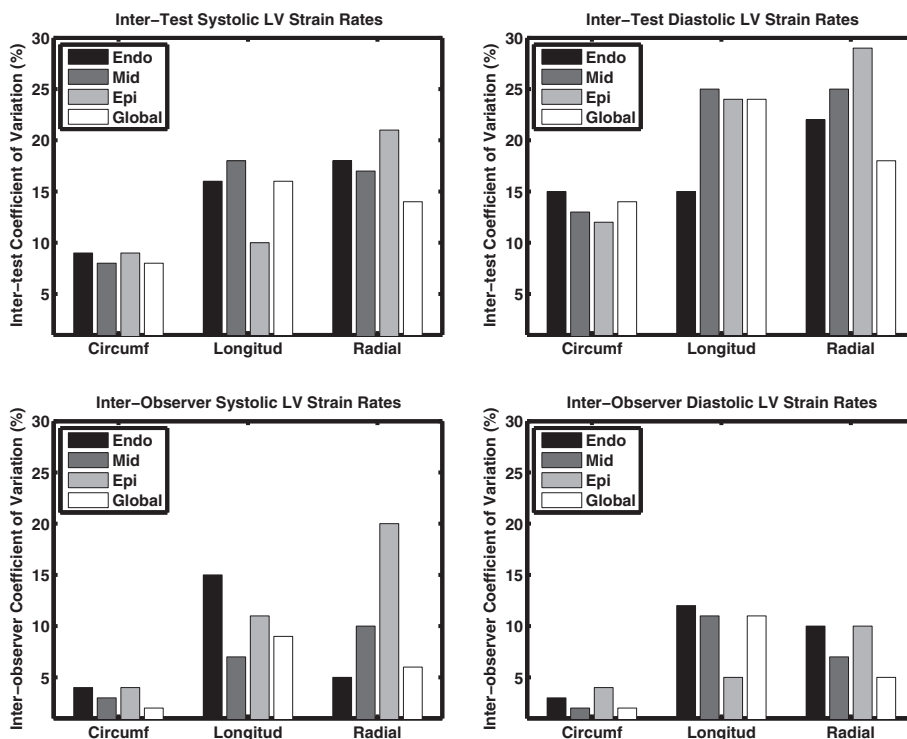 Inter-Test Systolic LV Strain Rates
Inter-test Coefficient of Variation (%)
30
25
20
15
10
5
Endo
Mid
Epi
Global
Circumf Longitud Radial
Inter-Test Diastolic LV Strain Rates
Inter-test Coefficient of Variation (%)
30
25
20
15
10
5
Endo
Mid
Epi
Global
Circumf Longitud Radial
Inter-Observer Systolic LV Strain Rates
Inter-observer Coefficient of Variation (%)
30
25
20
15
10
5
Endo
Mid
Epi
Global
Circumf Longitud Radial
Inter-Observer Diastolic LV Strain Rates
Inter-observer Coefficient of Variation (%)
30
25
20
15
10
5
Endo
Mid
Epi
Global
Circumf Longitud Radial